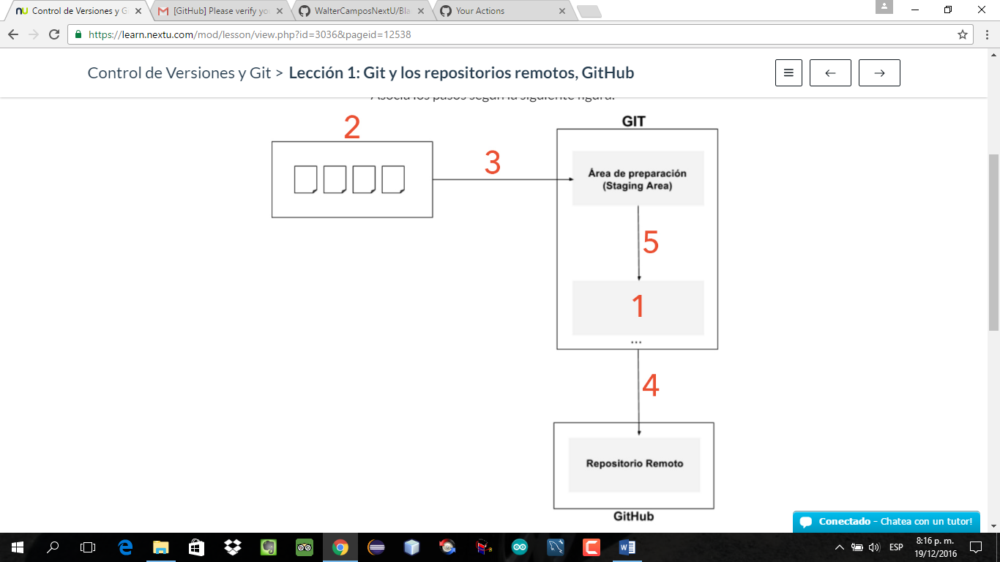 Control de Versiones y G
[GitHub] Please verify yo
WalterCamposNextU/Bla
Your Actions
https://learn.nextu.com/mod/lesson/view.php?id=3036&pageid=12538
Control de Versiones y Git > Lección 1: Git y los repositorios remotos, GitHub
Asocia los pasos según la siguiente figura:
GIT
2
3
Área de preparación
(Staging Area)
5
1
...
4
Repositorio Remoto
GitHub
Conectado - Chatea con un tutor!
ESP
8:16 p. m.
19/12/2016